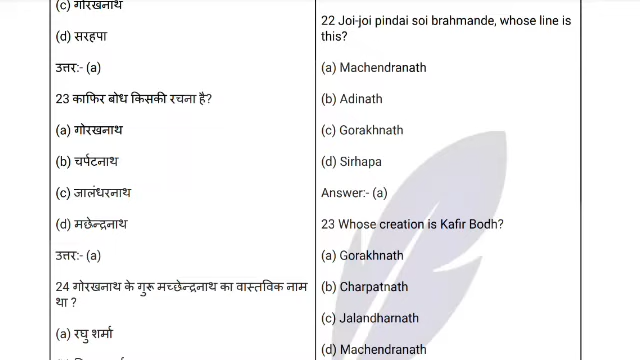 (c) गोरखनाथ
(d) सरहपा
उत्तर:- (a)
23 काफिर बोध किसकी रचना है?
(a) गोरखनाथ
(b) चर्पटनाथ
(c) जालंधरनाथ
(d) मछेन्द्रनाथ
उत्तर:- (a)
24 गोरखनाथ के गुरू मच्छेन्द्रनाथ का वास्तविक नाम
था ?
(a) रघु शर्मा
22 Joi-joi pindai soi brahmande, whose line is
this?
(a) Machendranath
(b) Adinath
(c) Gorakhnath
(d) Sirhapa
Answer:- (a)
23 Whose creation is Kafir Bodh?
(a) Gorakhnath
(b) Charpatnath
(c) Jalandharnath
(d) Machendranath